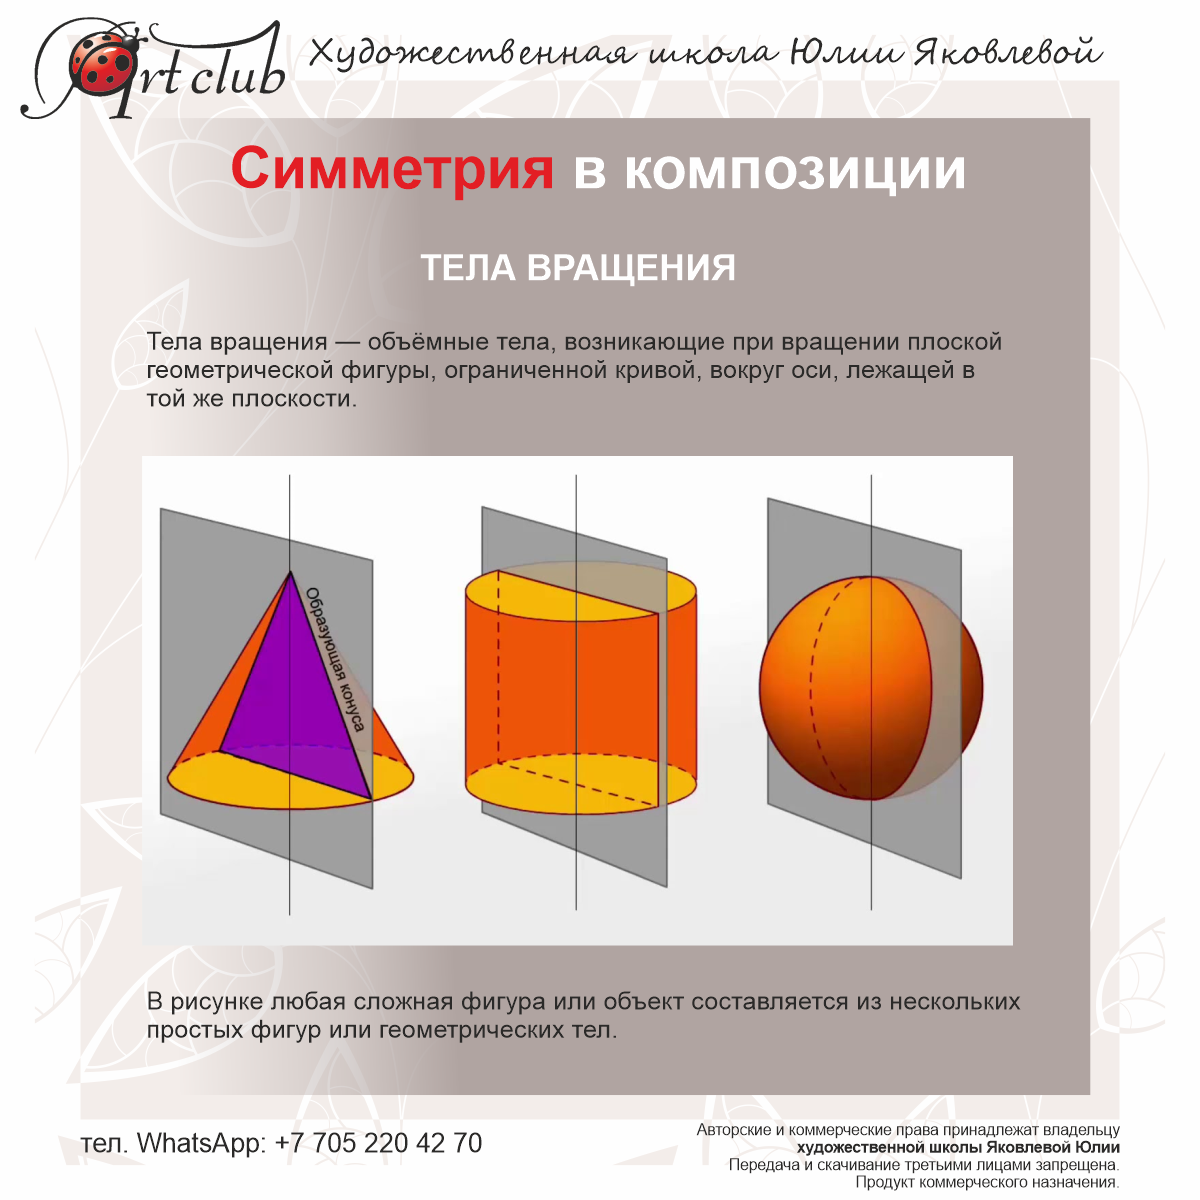 Art club
Художественная школа Юлии Яковлевой
Симметрия в композиции
ТЕЛА ВРАЩЕНИЯ
Тела вращения — объёмные тела, возникающие при вращении плоской
геометрической фигуры, ограниченной кривой, вокруг оси, лежащей в
той же плоскости.
Образующая конуса
В рисунке любая сложная фигура или объект составляется из нескольких
простых фигур или геометрических тел.
тел. WhatsApp: +7 705 220 42 70
Авторские и коммерческие права принадлежат владельцу
художественной школы Яковлевой Юлии
Передача и скачивание третьими лицами запрещена.
Продукт коммерческого назначения.